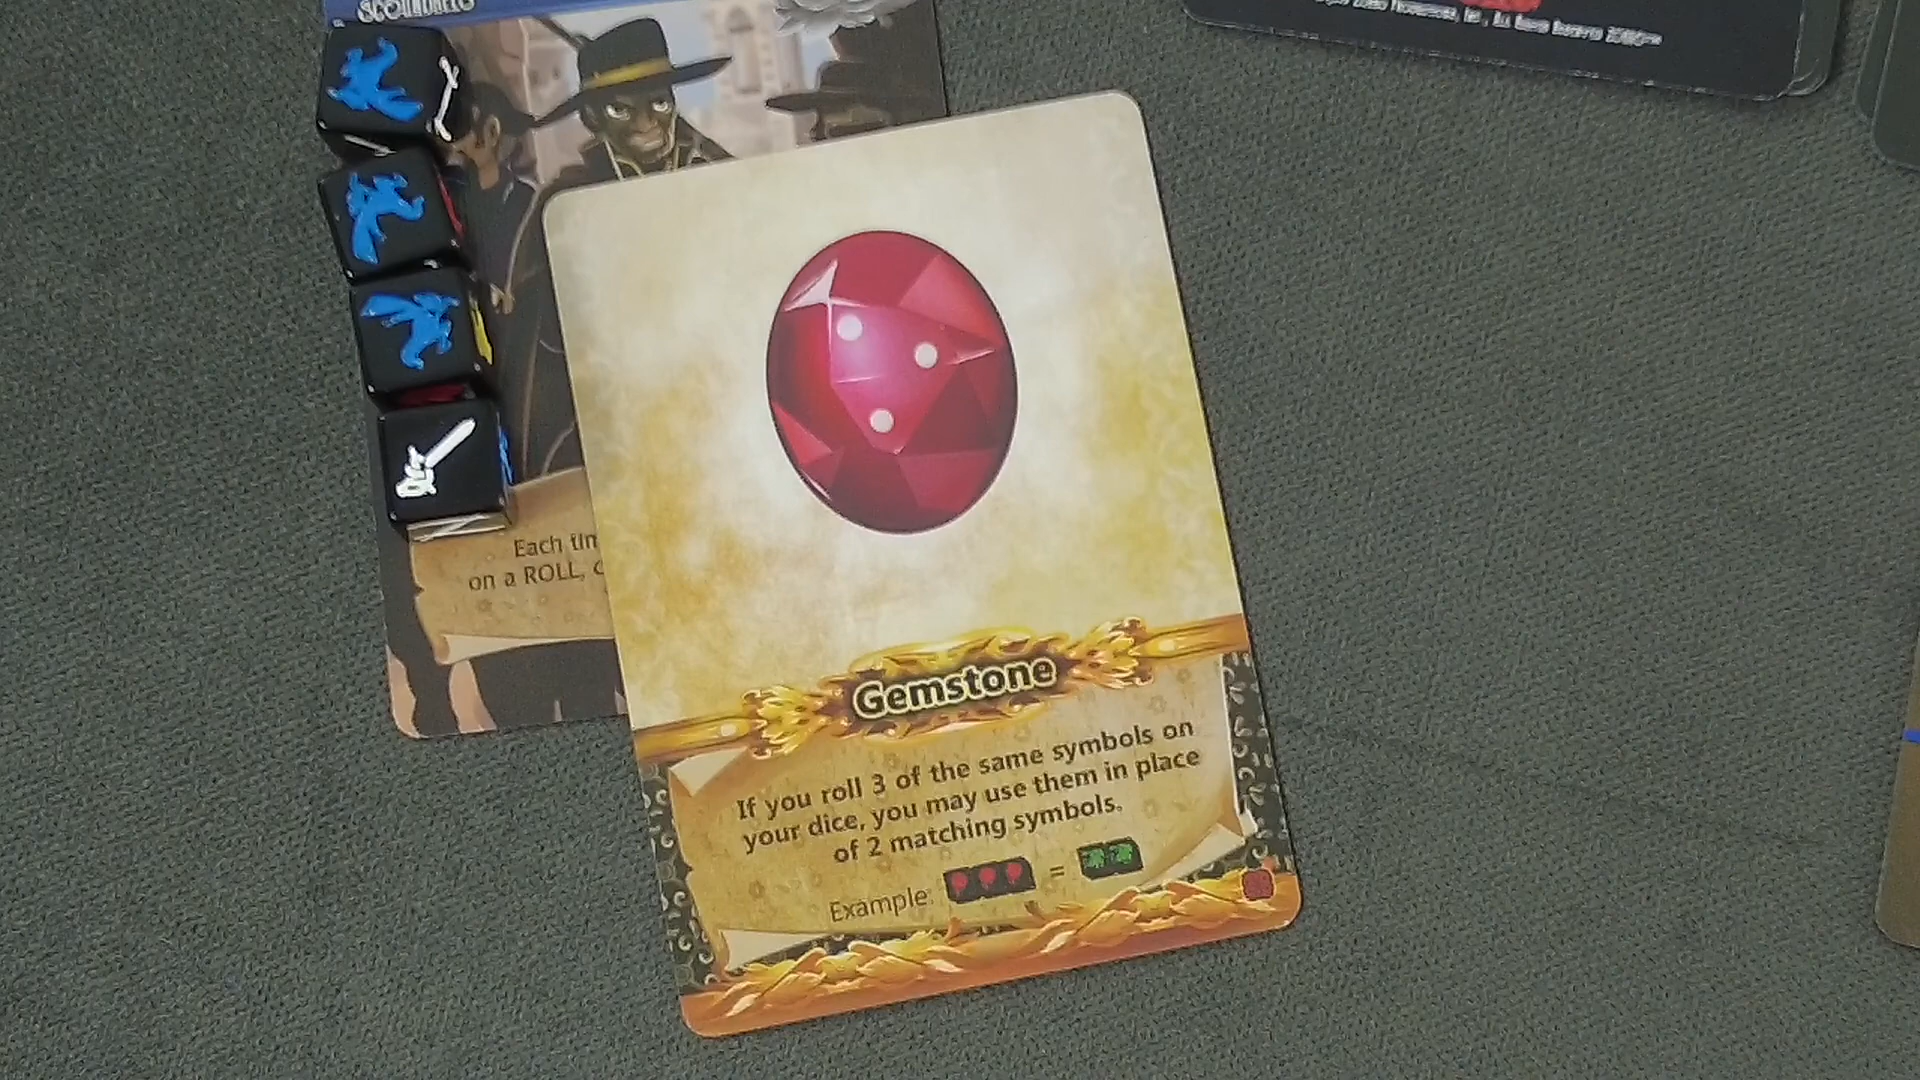 SCOUNDRELS
Each tim
on a ROLL, c
Gemstone
If you roll 3 of the same symbols on
your dice, you may use them in place
of 2 matching symbols.
Example: =